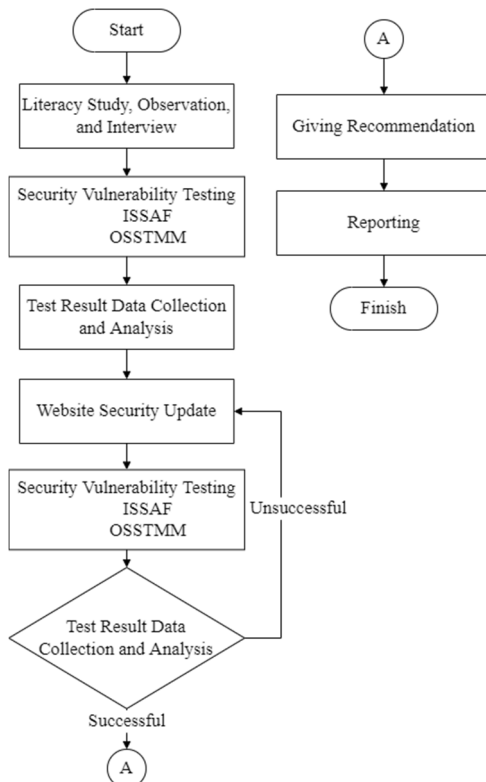 Start
Literacy Study, Observation,
and Interview
Security Vulnerability Testing
ISSAF
OSSTMM
Test Result Data Collection
and Analysis
Website Security Update
Security Vulnerability Testing
ISSAF
OSSTMM
Unsuccessful
Test Result Data
Collection and Analysis
Successful
A
A
Giving Recommendation
Reporting
Finish